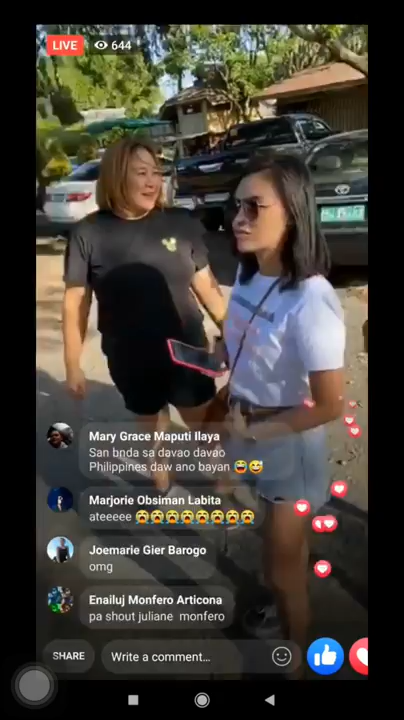 LIVE 644
Mary Grace Maputi Ilaya
San bnda sa davao davao
Philippines daw ano bayan 😭😅
Marjorie Obsiman Labita
ateeeee 😭😭😭😭😭😭😭😭
Joemarie Gier Barogo
omg
Enailuj Monfero Articona
pa shout juliane monfero
SHARE
Write a comment...